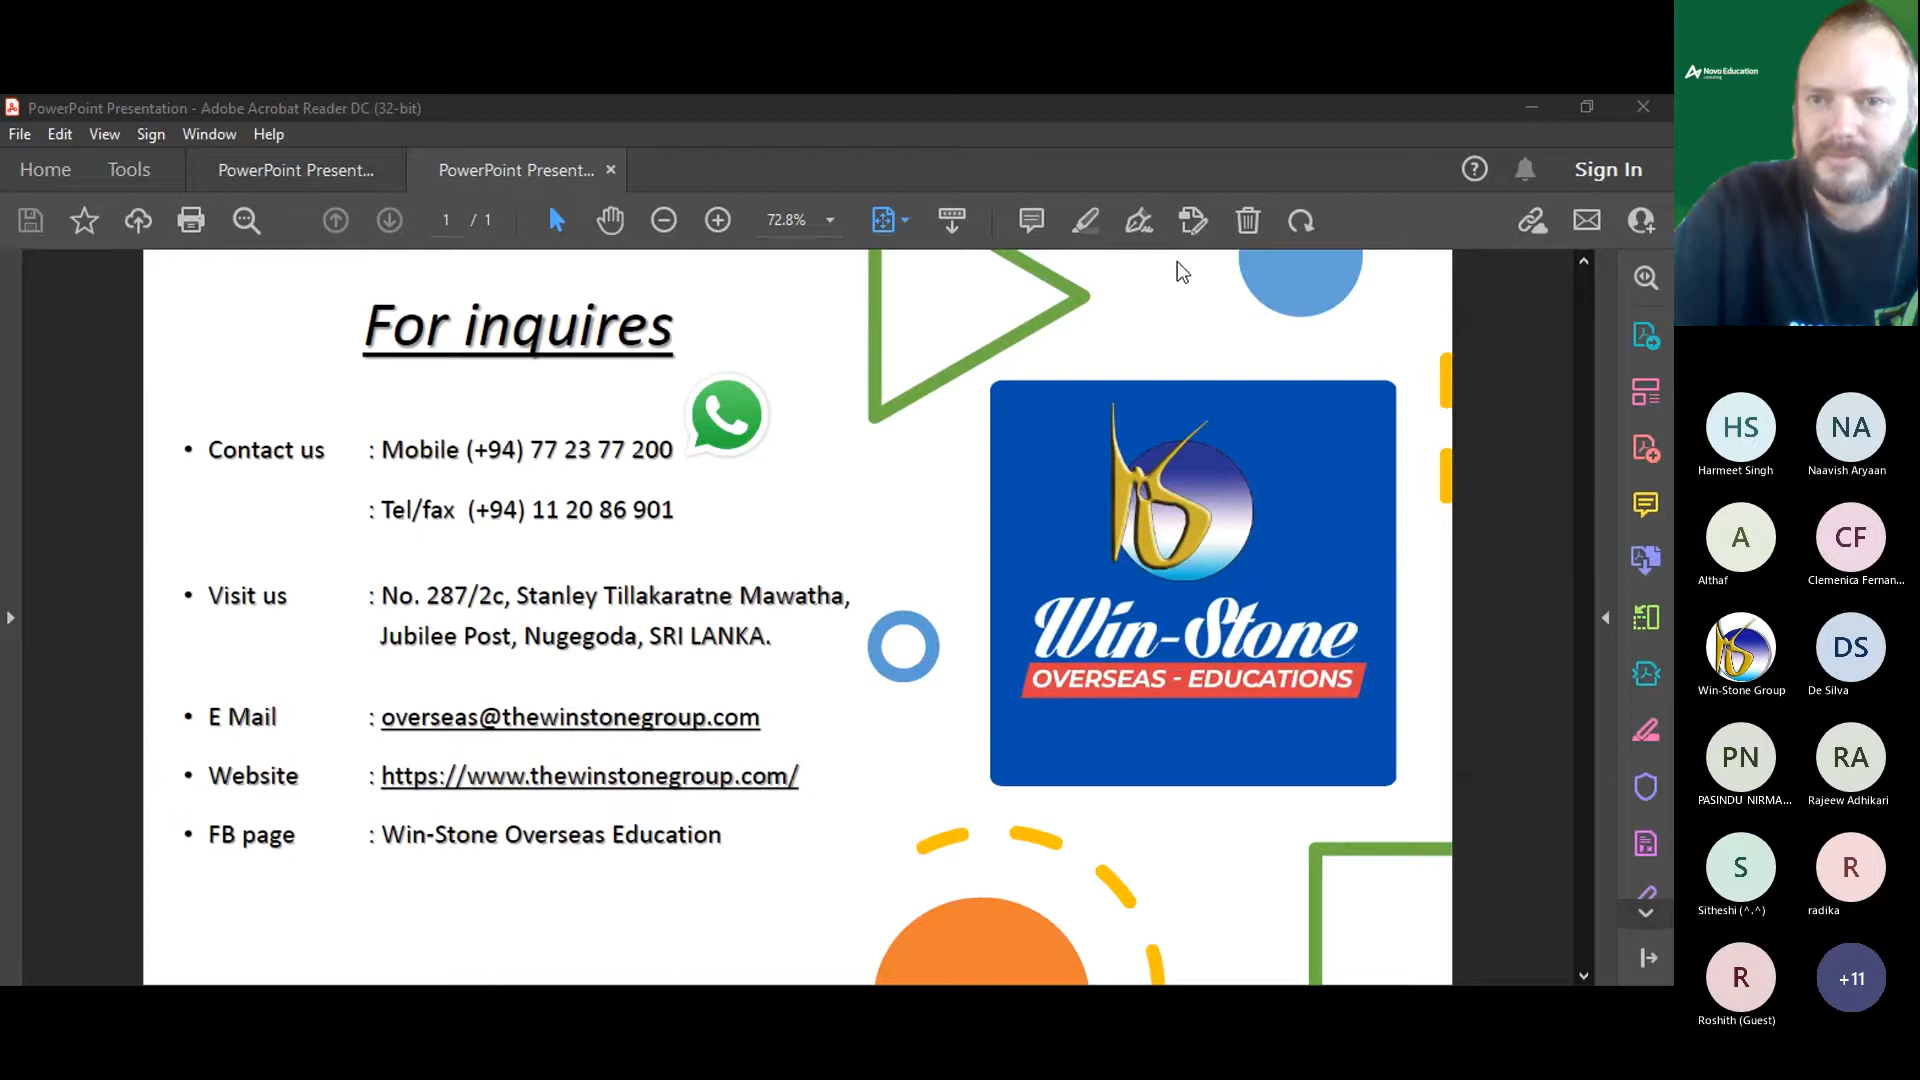 PowerPoint Presentation - Adobe Acrobat Reader DC (32-bit)
File Edit View Sign Window Help
Home Tools PowerPoint Present... PowerPoint Present... × Sign In
1 / 1 72.8%
For inquires
• Contact us : Mobile (+94) 77 23 77 200
: Tel/fax (+94) 11 20 86 901
• Visit us : No. 287/2c, Stanley Tillakaratne Mawatha,
Jubilee Post, Nugegoda, SRI LANKA.
• E Mail : overseas@thewinstonegroup.com
• Website : https://www.thewinstonegroup.com/
• FB page : Win-Stone Overseas Education
Win-Stone
OVERSEAS - EDUCATIONS
Novo Education
consulting
HS NA
Harmeet Singh Naavish Aryaan
A CF
Althaf Clemenica Fernan...
DS
Win-Stone Group De Silva
PN RA
PASINDU NIRMA... Rajeew Adhikari
S R
Sitheshi (^.^) radika
R +11
Roshith (Guest)